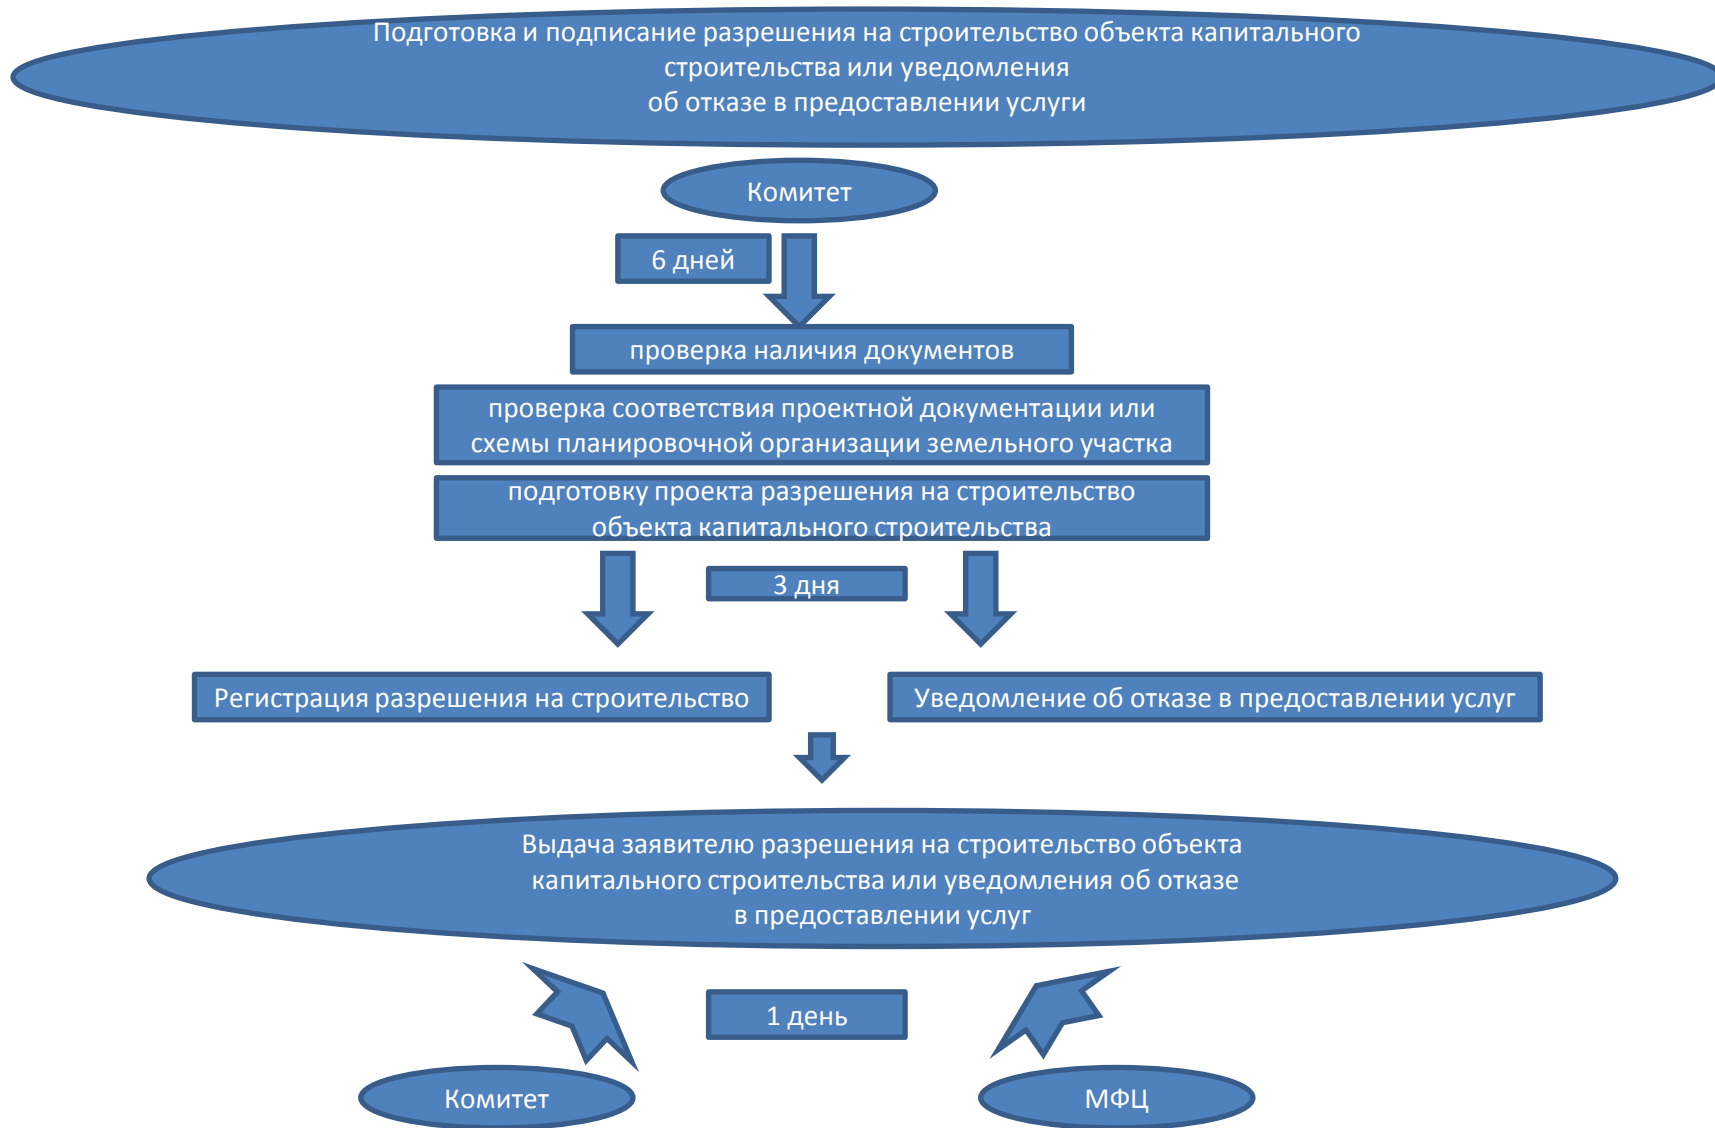 Подготовка и подписание разрешения на строительство объекта капитального
строительства или уведомления
об отказе в предоставлении услуги
Комитет
6 дней
проверка наличия документов
проверка соответствия проектной документации или
схемы планировочной организации земельного участка
подготовку проекта разрешения на строительство
объекта капитального строительства
3 дня
Регистрация разрешения на строительство
Уведомление об отказе в предоставлении услуг
Выдача заявителю разрешения на строительство объекта
капитального строительства или уведомления об отказе
в предоставлении услуг
1 день
Комитет
МФЦ